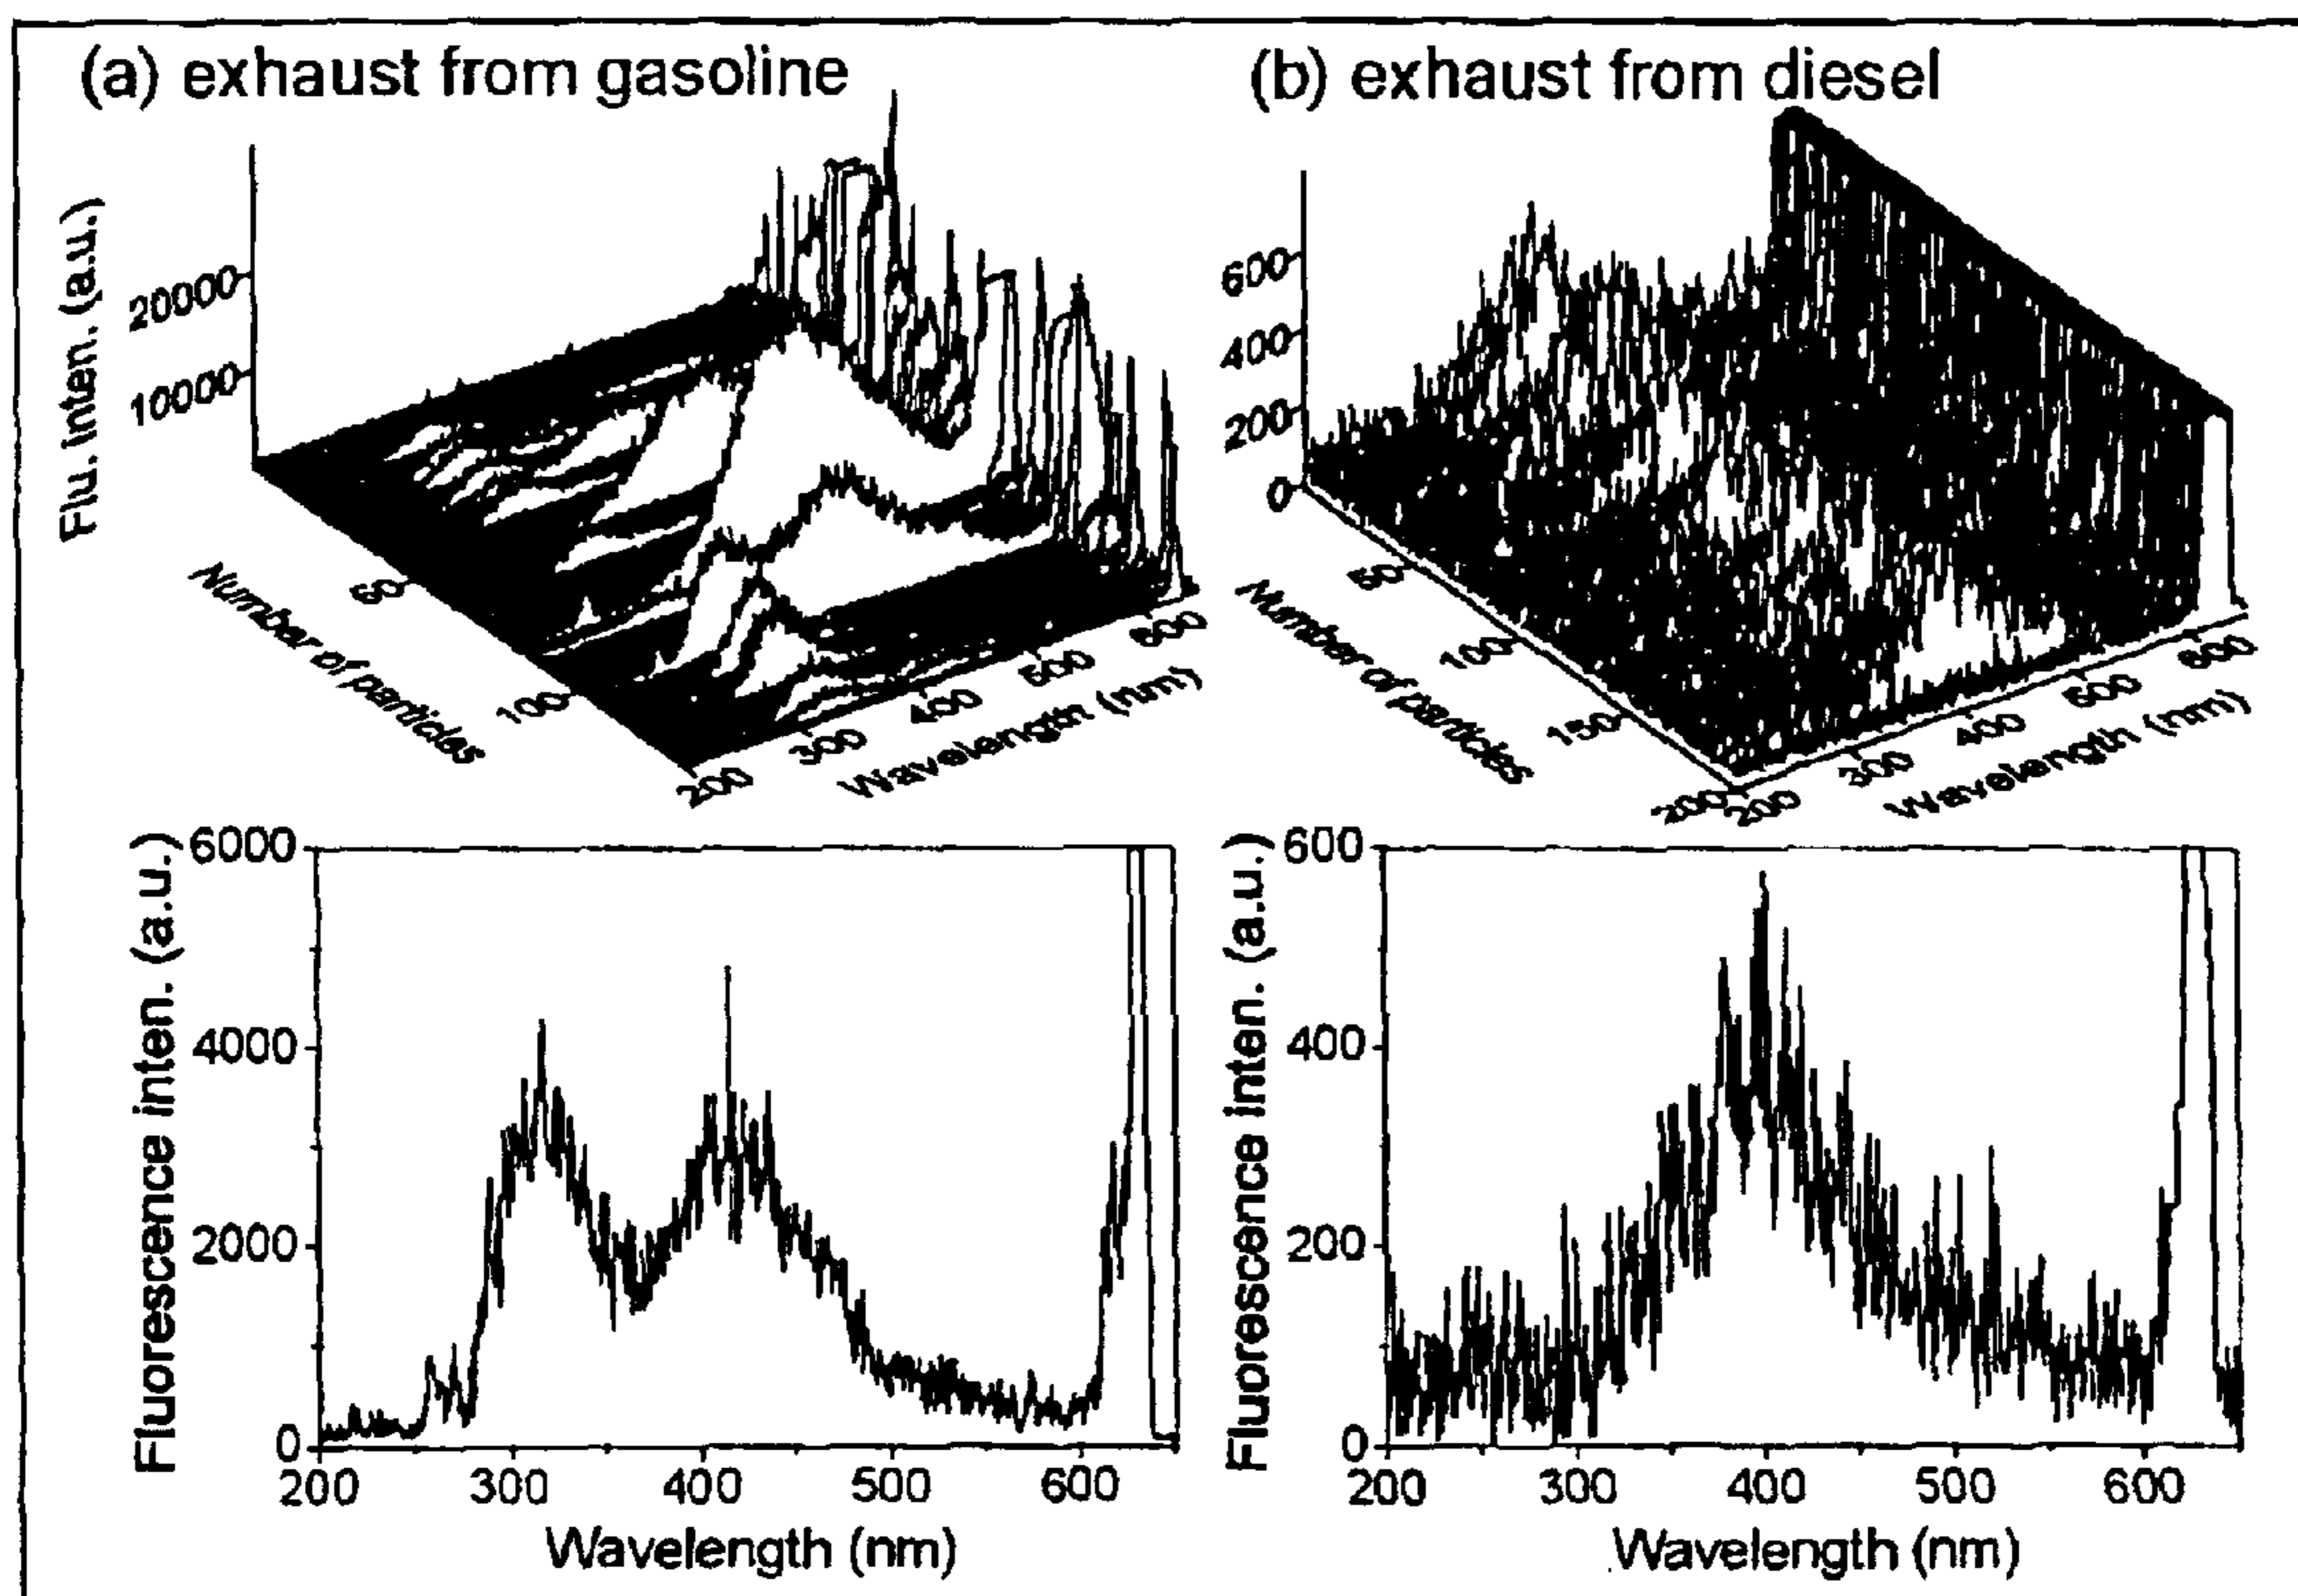 (a) exhaust from gasoline
(b) exhaust from diesel
Flu. inten. (a.u.)
20000
10000
50
100
Number of particles
200
300
400
500
600
Wavelength (nm)
600
400
200
0
50
100
150
200
Number of particles
200
300
400
500
600
Wavelength (nm)
Fluorescence inten. (a.u.)
6000
4000
2000
0
200 300 400 500 600
Wavelength (nm)
Fluorescence inten. (a.u.)
600
400
200
0
200 300 400 500 600
Wavelength (nm)